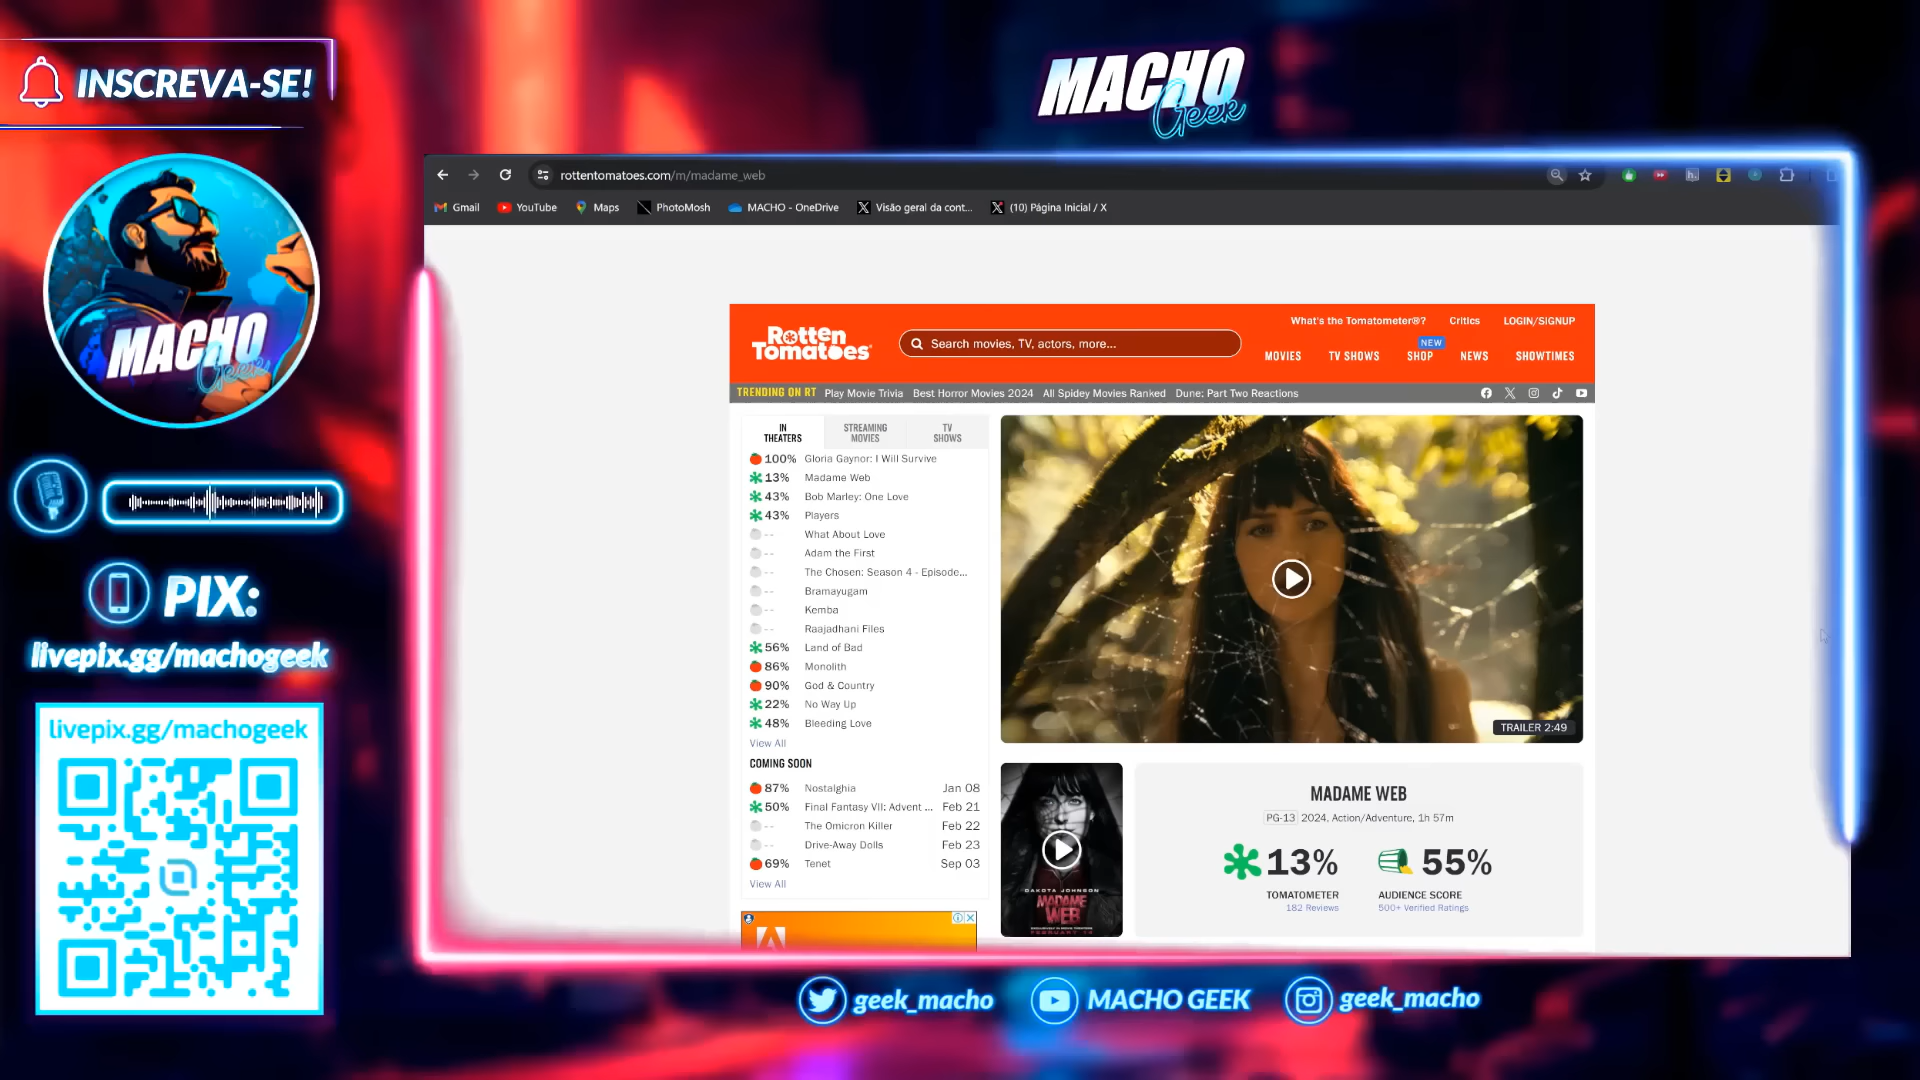 INSCREVA-SE!
MACHO
Geek
MACHO
Geek
PIX:
livepix.gg/machogeek
livepix.gg/machogeek
rottentomatoes.com/m/madame_web
Gmail
YouTube
Maps
PhotoMosh
MACHO - OneDrive
Visão geral da cont...
(10) Página Inicial / X
Rotten
Tomatoes
Search movies, TV, actors, more...
What's the Tomatometer®?
Critics
LOGIN/SIGNUP
MOVIES
TV SHOWS
NEW
SHOP
NEWS
SHOWTIMES
TRENDING ON RT
Play Movie Trivia
Best Horror Movies 2024
All Spidey Movies Ranked
Dune: Part Two Reactions
IN
THEATERS
STREAMING
MOVIES
TV
SHOWS
100% Gloria Gaynor: I Will Survive
13% Madame Web
43% Bob Marley: One Love
43% Players
-- What About Love
-- Adam the First
-- The Chosen: Season 4 - Episode...
-- Bramayugam
-- Kemba
-- Raajadhani Files
56% Land of Bad
86% Monolith
90% God & Country
22% No Way Up
48% Bleeding Love
View All
COMING SOON
87% Nostalghia Jan 08
50% Final Fantasy VII: Advent ... Feb 21
-- The Omicron Killer Feb 22
-- Drive-Away Dolls Feb 23
69% Tenet Sep 03
View All
TRAILER 2:49
DAKOTA JOHNSON
MADAME
WEB
FEBRUARY 14
MADAME WEB
PG-13 2024, Action/Adventure, 1h 57m
13%
TOMATOMETER
182 Reviews
55%
AUDIENCE SCORE
500+ Verified Ratings
geek_macho
MACHO GEEK
geek_macho